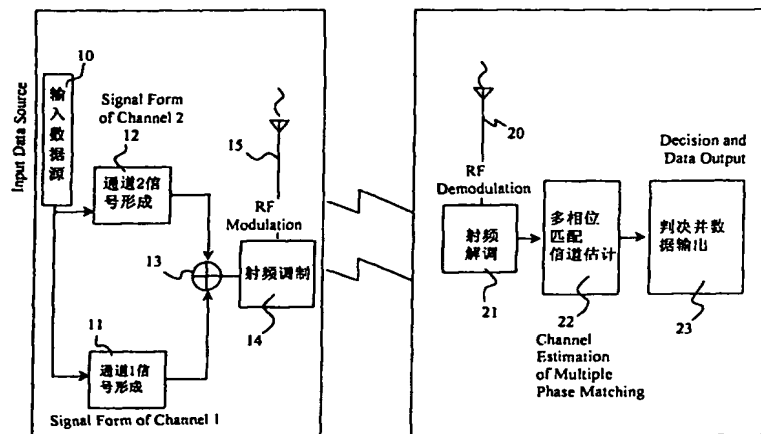 Input Data Source
10
输入数据源
Signal Form
of Channel 2
12
通道2信
号形成
13
11
通道1信
号形成
Signal Form of Channel 1
15
RF
Modulation
射频调制
14
20
RF
Demodulation
射频
解调
21
多相位
匹配
信道估计
22
Channel
Estimation
of Multiple
Phase Matching
Decision and
Data Output
判决并数
据输出
23